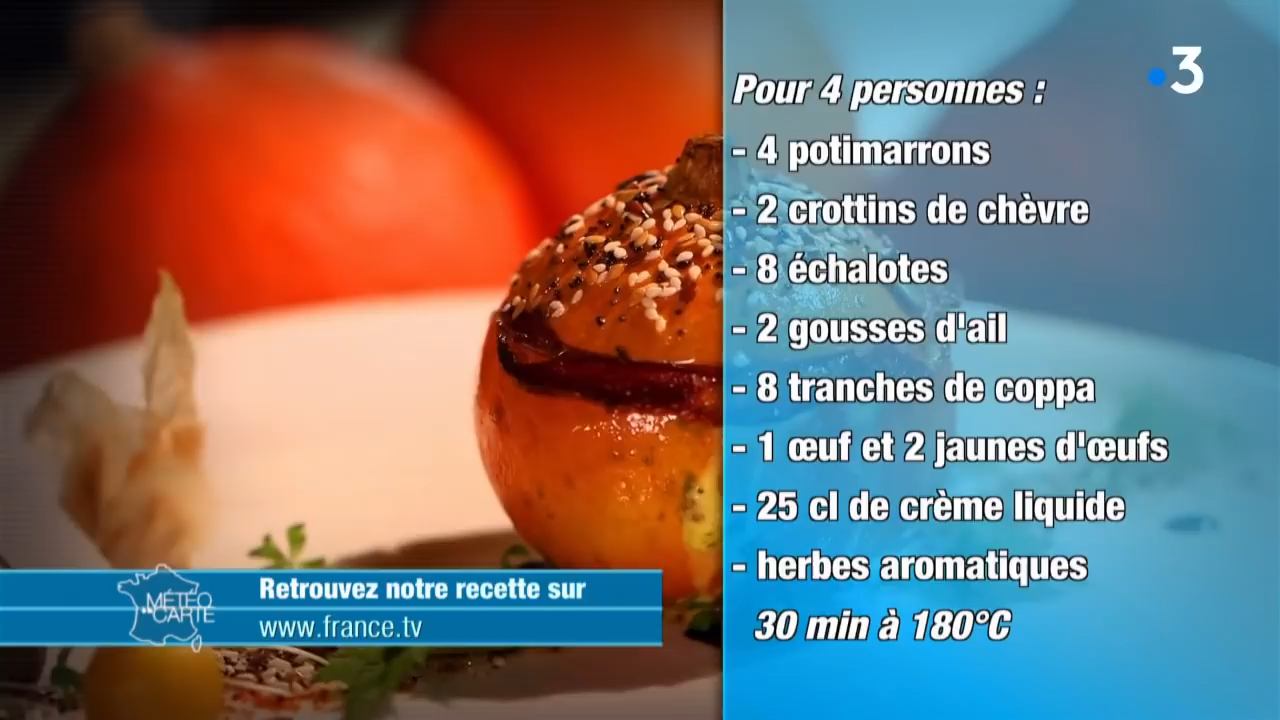 3
Pour 4 personnes :
- 4 potimarrons
- 2 crottins de chèvre
- 8 échalotes
- 2 gousses d'ail
- 8 tranches de coppa
- 1 œuf et 2 jaunes d'œufs
- 25 cl de crème liquide
- herbes aromatiques
30 min à 180°C
MÉTÉO
À LA CARTE
Retrouvez notre recette sur
www.france.tv